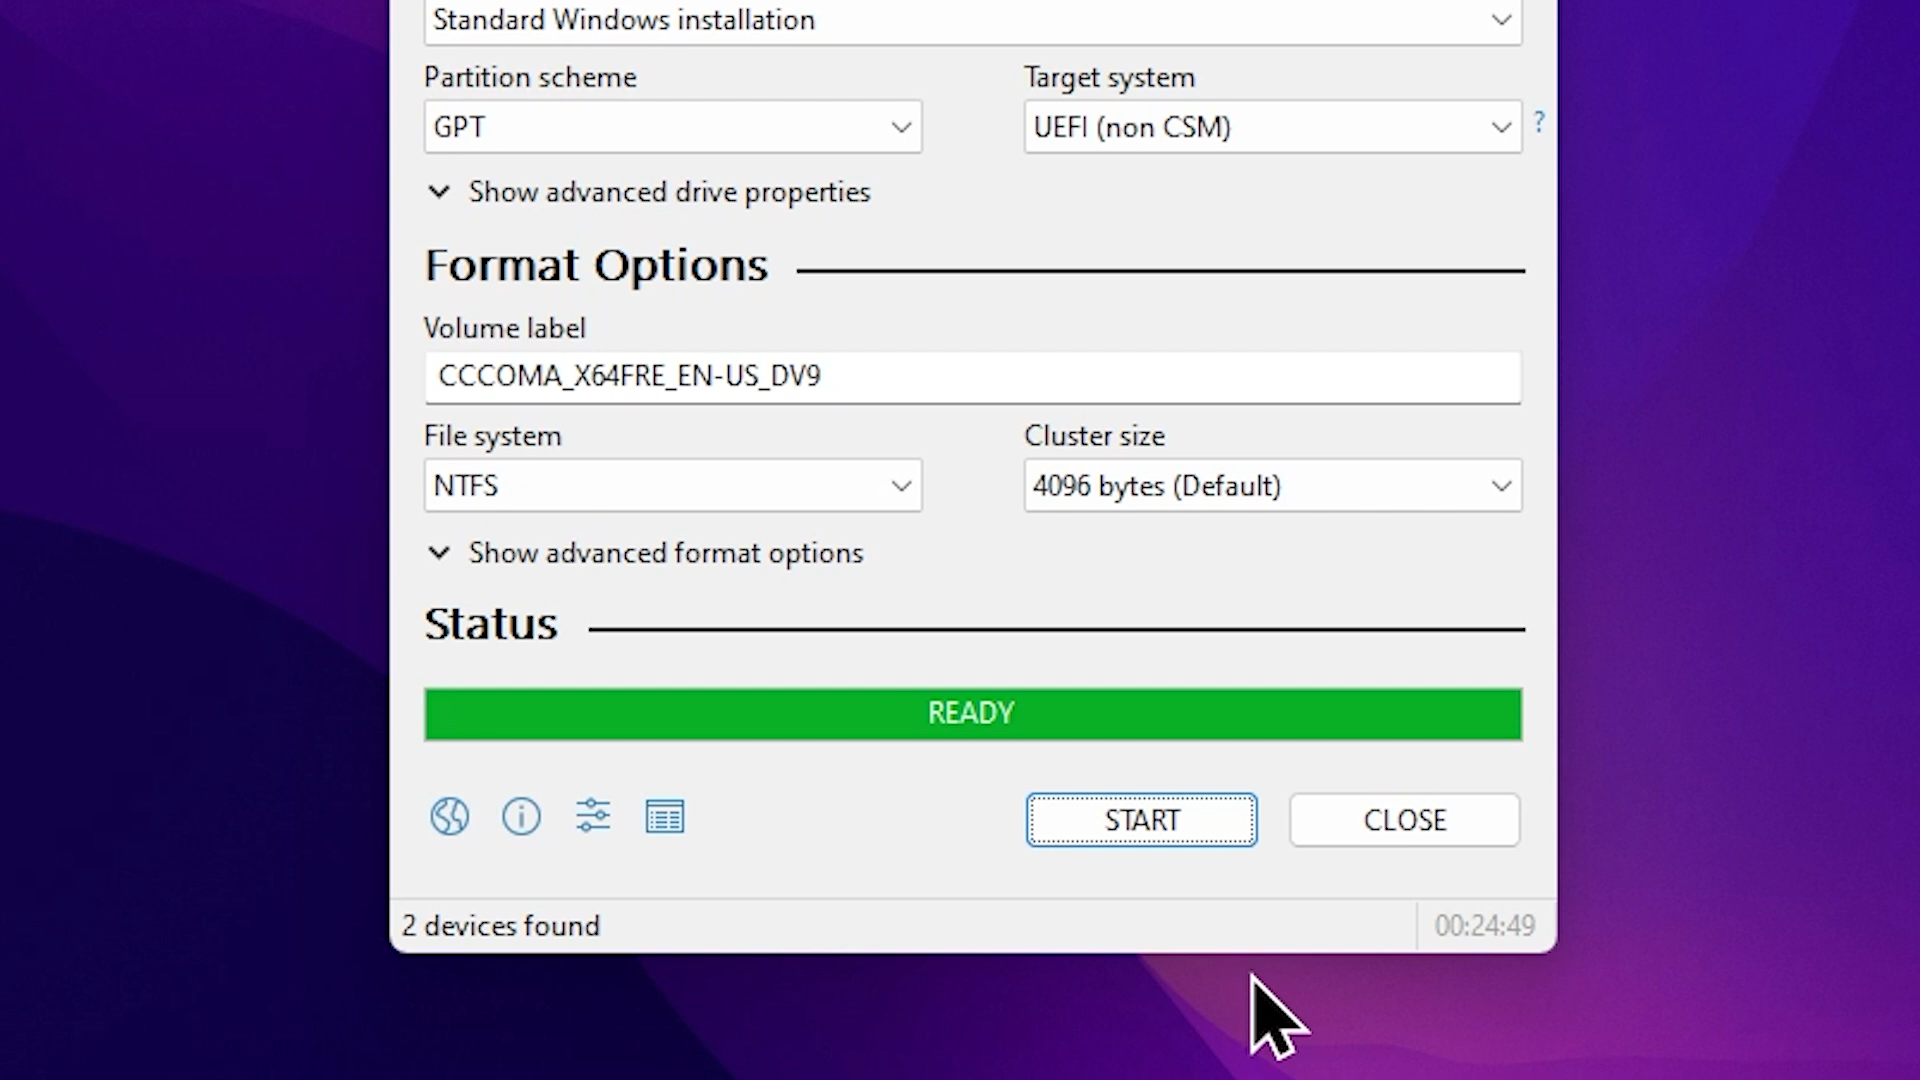 Standard Windows installation
Partition scheme
Target system
GPT
UEFI (non CSM)
?
Show advanced drive properties
Format Options
Volume label
CCCOMA_X64FRE_EN-US_DV9
File system
Cluster size
NTFS
4096 bytes (Default)
Show advanced format options
Status
READY
START
CLOSE
2 devices found
00:24:49